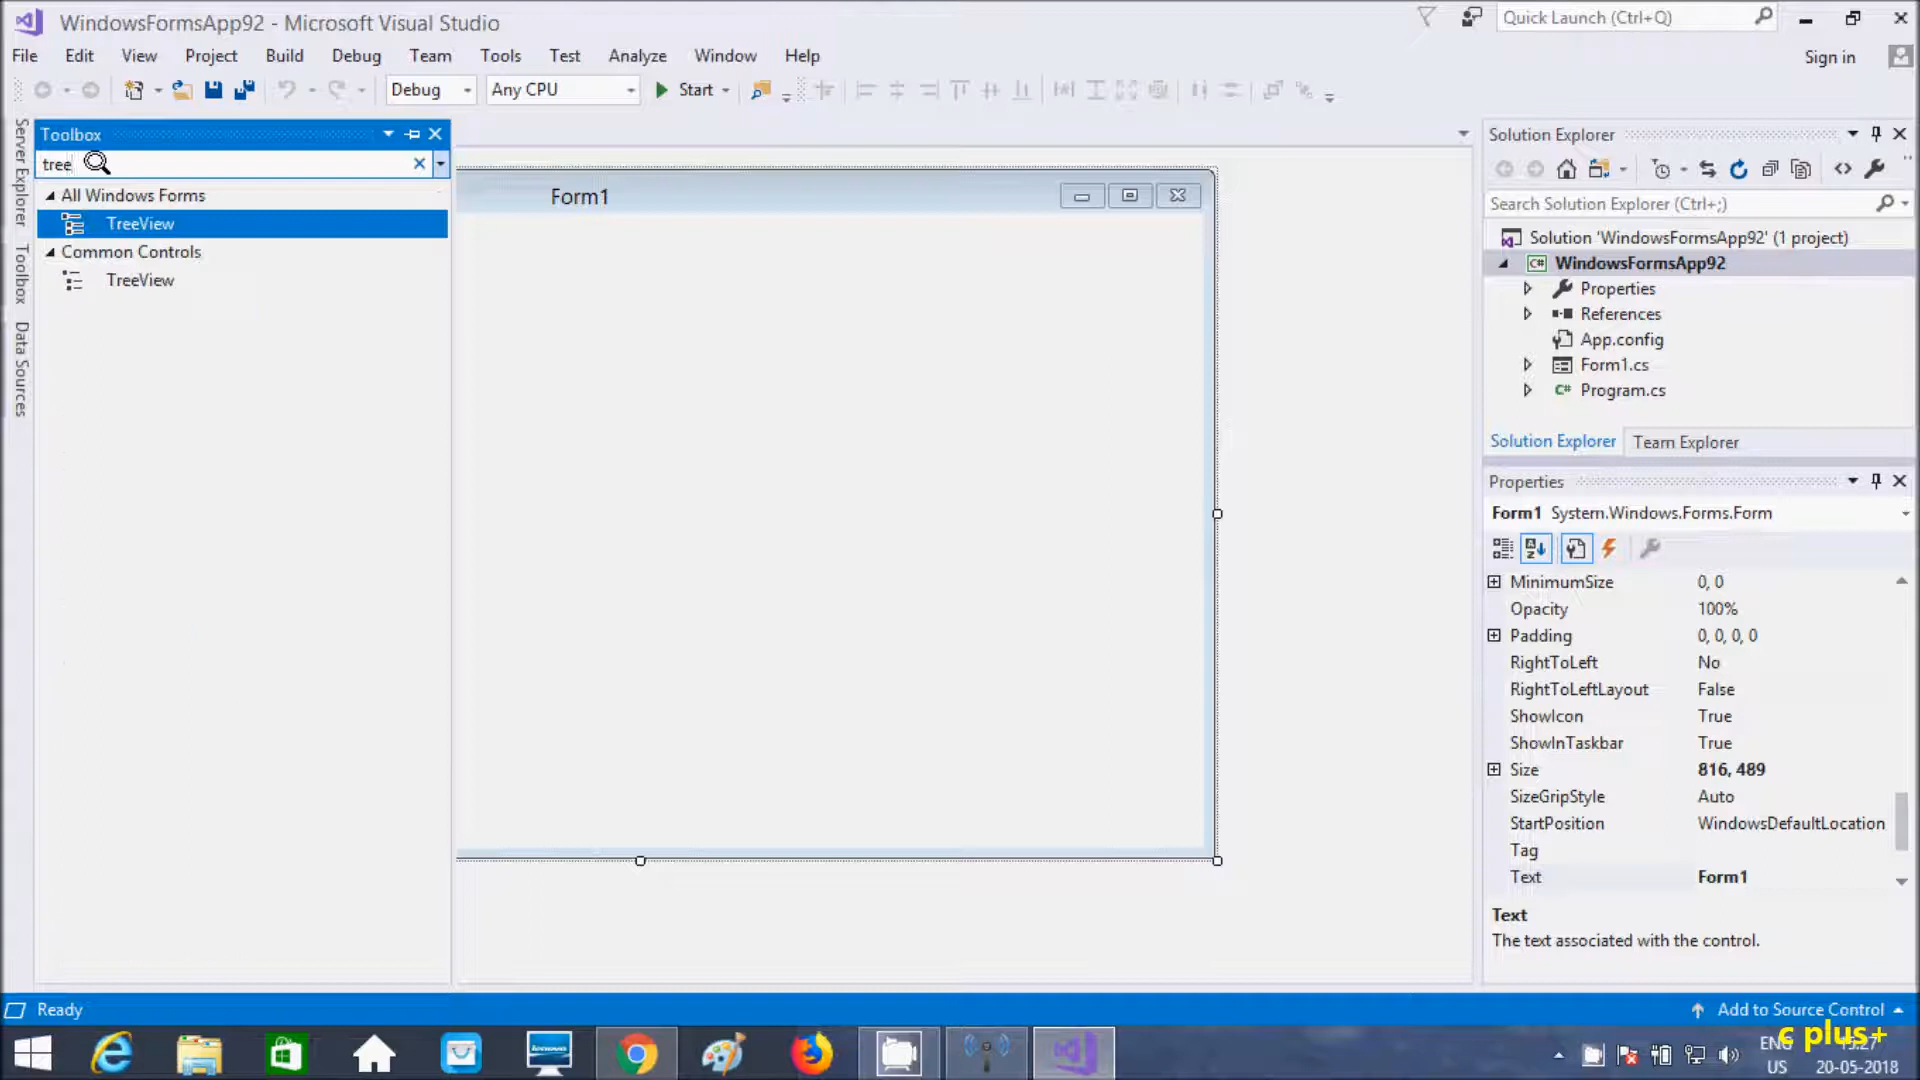 WindowsFormsApp92 - Microsoft Visual Studio
Quick Launch (Ctrl+Q)
File Edit View Project Build Debug Team Tools Test Analyze Window Help
Sign in
Debug Any CPU Start
Server Explorer
Toolbox
Data Sources
Toolbox
tree
All Windows Forms
TreeView
Common Controls
TreeView
Form1
Solution Explorer
Search Solution Explorer (Ctrl+;)
Solution 'WindowsFormsApp92' (1 project)
C# WindowsFormsApp92
Properties
References
App.config
Form1.cs
C# Program.cs
Solution Explorer Team Explorer
Properties
Form1 System.Windows.Forms.Form
MinimumSize 0, 0
Opacity 100%
Padding 0, 0, 0, 0
RightToLeft No
RightToLeftLayout False
ShowIcon True
ShowInTaskbar True
Size 816, 489
SizeGripStyle Auto
StartPosition WindowsDefaultLocation
Tag
Text Form1
Text
The text associated with the control.
Ready
Add to Source Control
c plus+
ENG
US
20-05-2018